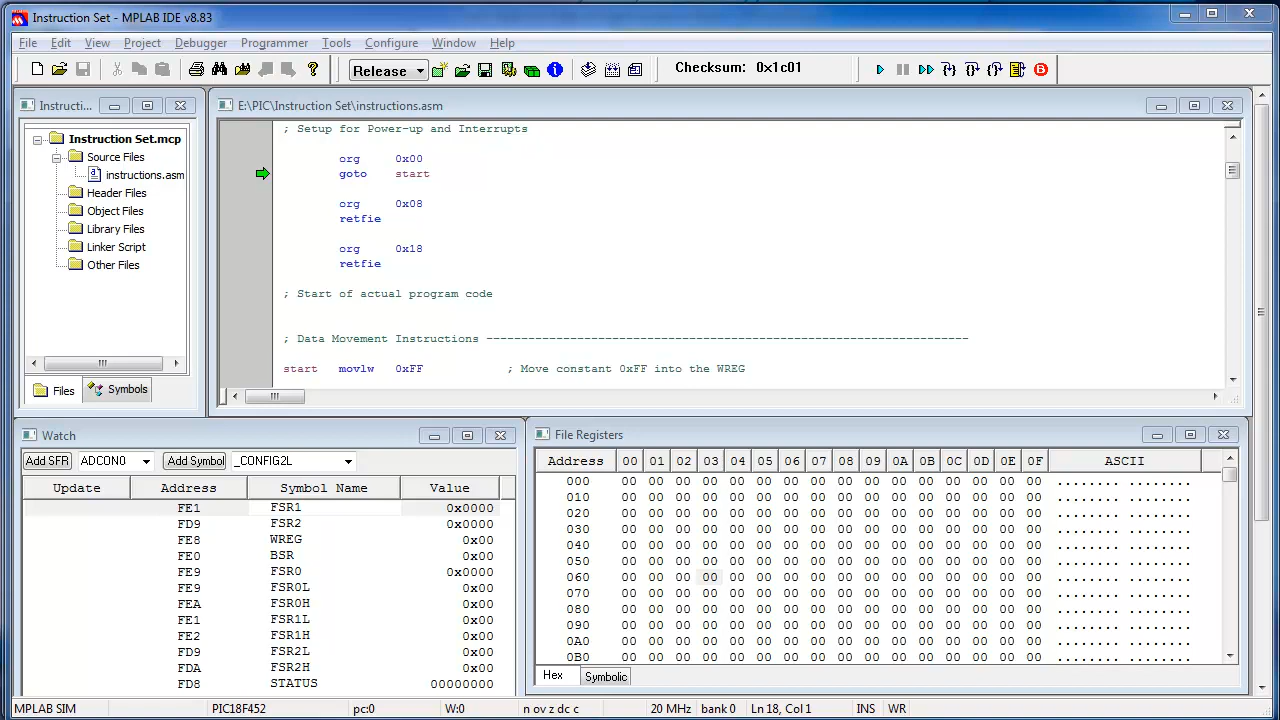 Instruction Set - MPLAB IDE v8.83
File Edit View Project Debugger Programmer Tools Configure Window Help
Release Checksum: 0x1c01
Instructi...
Instruction Set.mcp
Source Files
instructions.asm
Header Files
Object Files
Library Files
Linker Script
Other Files
Files Symbols
E:\PIC\Instruction Set\instructions.asm
; Setup for Power-up and Interrupts
org 0x00
goto start
org 0x08
retfie
org 0x18
retfie
; Start of actual program code
; Data Movement Instructions ---------------------------------------------------------------------
start movlw 0xFF ; Move constant 0xFF into the WREG
Watch
Add SFR ADCON0 Add Symbol _CONFIG2L
Update Address Symbol Name Value
FE1 FSR1 0x0000
FD9 FSR2 0x0000
FE8 WREG 0x00
FE0 BSR 0x00
FE9 FSR0 0x0000
FE9 FSR0L 0x00
FEA FSR0H 0x00
FE1 FSR1L 0x00
FE2 FSR1H 0x00
FD9 FSR2L 0x00
FDA FSR2H 0x00
FD8 STATUS 00000000
File Registers
Address 00 01 02 03 04 05 06 07 08 09 0A 0B 0C 0D 0E 0F ASCII
000 00 00 00 00 00 00 00 00 00 00 00 00 00 00 00 00 ........ ........
010 00 00 00 00 00 00 00 00 00 00 00 00 00 00 00 00 ........ ........
020 00 00 00 00 00 00 00 00 00 00 00 00 00 00 00 00 ........ ........
030 00 00 00 00 00 00 00 00 00 00 00 00 00 00 00 00 ........ ........
040 00 00 00 00 00 00 00 00 00 00 00 00 00 00 00 00 ........ ........
050 00 00 00 00 00 00 00 00 00 00 00 00 00 00 00 00 ........ ........
060 00 00 00 00 00 00 00 00 00 00 00 00 00 00 00 00 ........ ........
070 00 00 00 00 00 00 00 00 00 00 00 00 00 00 00 00 ........ ........
080 00 00 00 00 00 00 00 00 00 00 00 00 00 00 00 00 ........ ........
090 00 00 00 00 00 00 00 00 00 00 00 00 00 00 00 00 ........ ........
0A0 00 00 00 00 00 00 00 00 00 00 00 00 00 00 00 00 ........ ........
0B0 00 00 00 00 00 00 00 00 00 00 00 00 00 00 00 00 ........ ........
Hex Symbolic
MPLAB SIM PIC18F452 pc:0 W:0 n ov z dc c 20 MHz bank 0 Ln 18, Col 1 INS WR